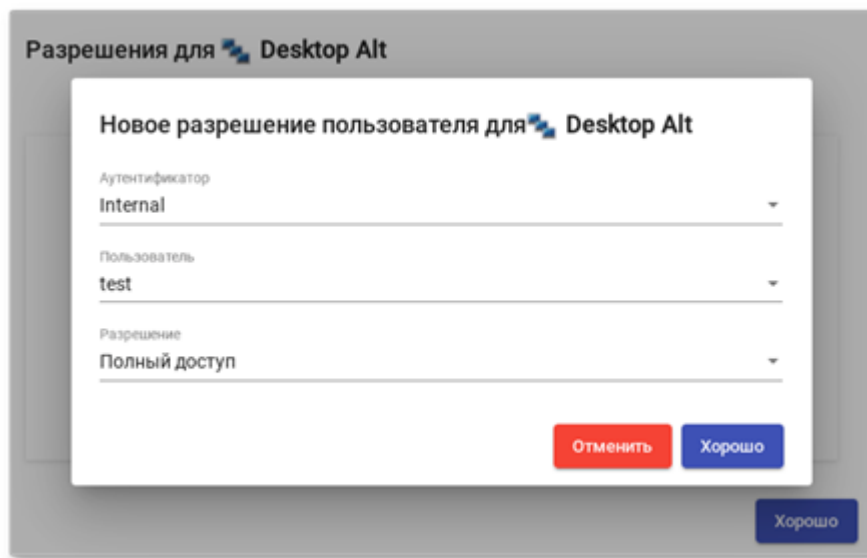 Разрешения для Desktop Alt
Новое разрешение пользователя для Desktop Alt
Аутентификатор
Internal
Пользователь
test
Разрешение
Полный доступ
Отменить Хорошо
Хорошо